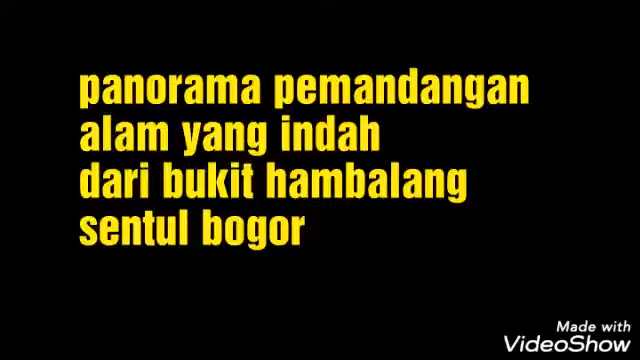 panorama pemandangan
alam yang indah
dari bukit hambalang
sentul bogor
Made with
VideoShow